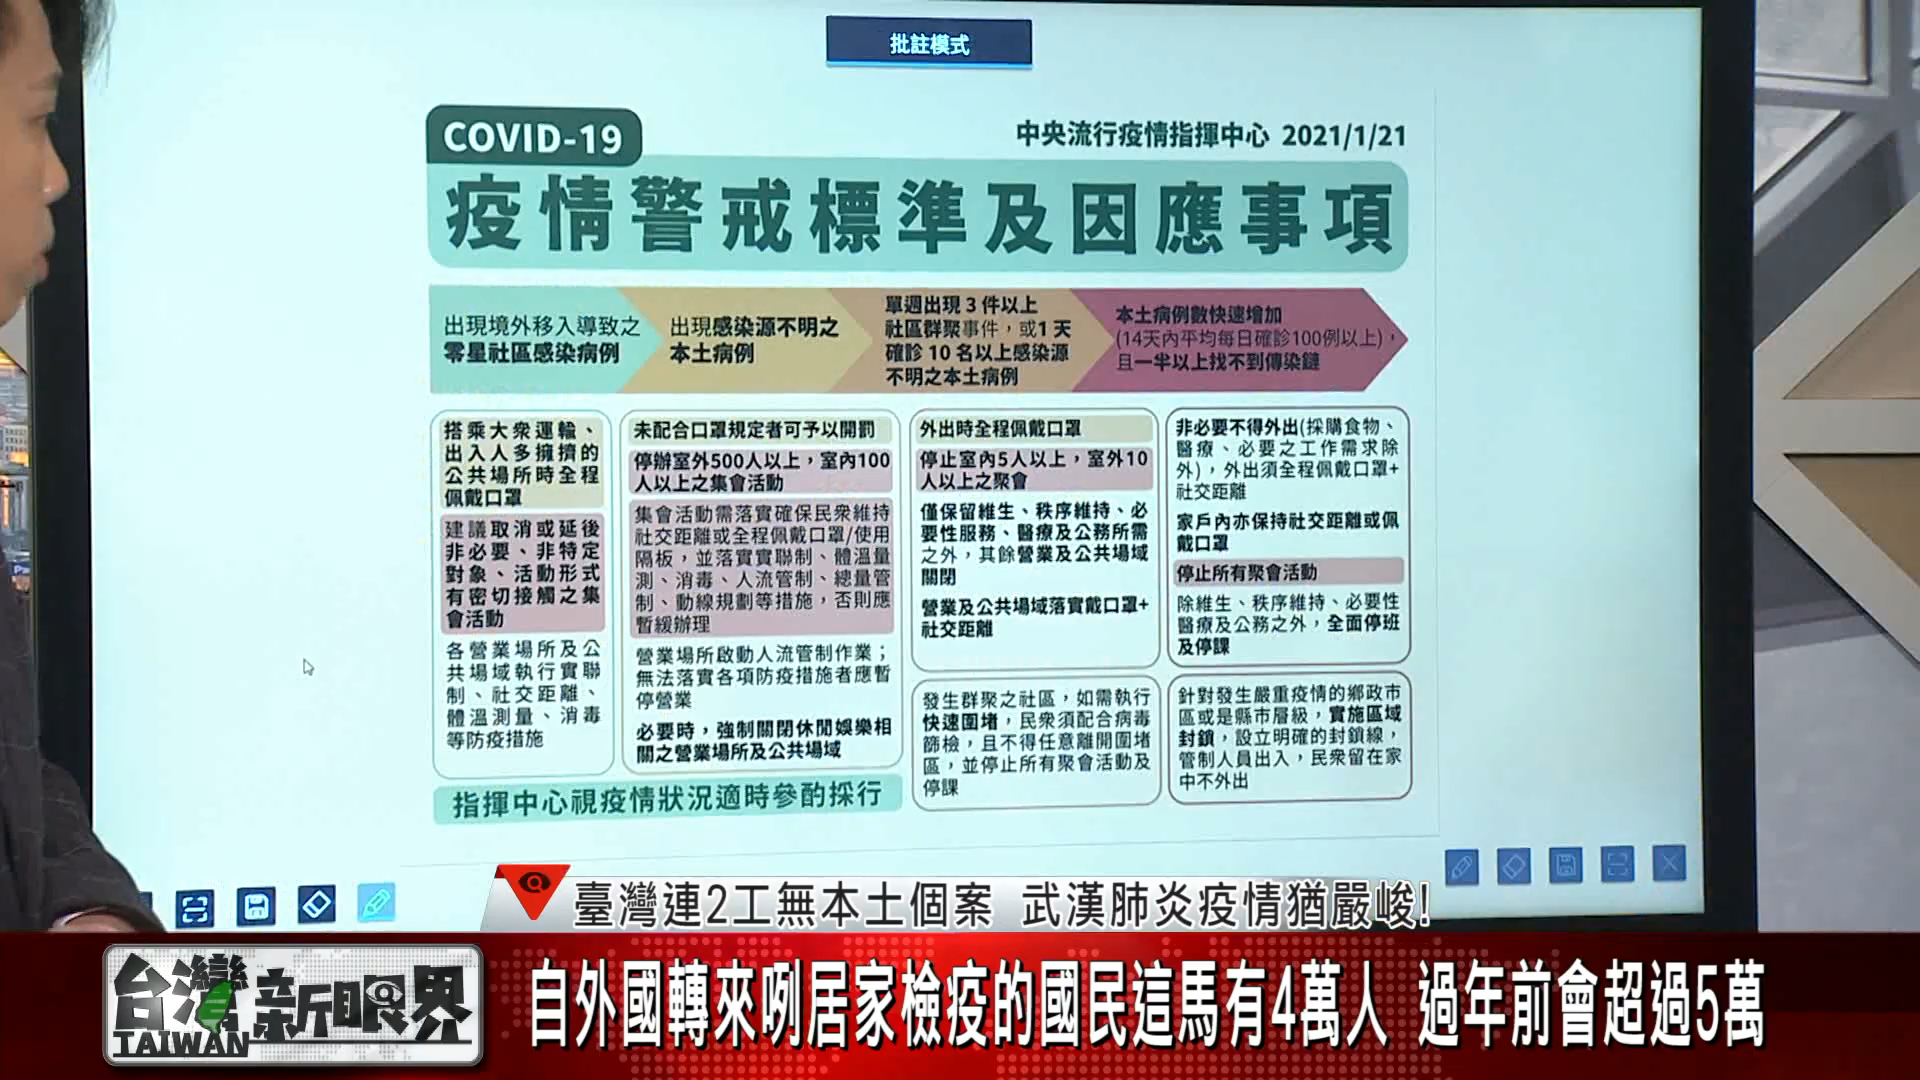 批註模式
COVID-19
中央流行疫情指揮中心 2021/1/21
疫情警戒標準及因應事項
出現境外移入導致之
零星社區感染病例
出現感染源不明之
本土病例
單週出現 3 件以上
社區群聚事件，或1 天
確診 10 名以上感染源
不明之本土病例
本土病例數快速增加
(14天內平均每日確診100例以上)，
且一半以上找不到傳染鏈
搭乘大眾運輸、
出入人多擁擠的
公共場所時全程
佩戴口罩
建議取消或延後
非必要、非特定
對象、活動形式
有密切接觸之集
會活動
各營業場所及公
共場域執行實聯
制、社交距離、
體溫測量、消毒
等防疫措施
未配合口罩規定者可予以開罰
停辦室外500人以上，室內100
人以上之集會活動
集會活動需落實確保民眾維持
社交距離或全程佩戴口罩/使用
隔板，並落實實聯制、體溫量
測、消毒、人流管制、總量管
制、動線規劃等措施，否則應
暫緩辦理
營業場所啟動人流管制作業；
無法落實各項防疫措施者應暫
停營業
必要時，強制關閉休閒娛樂相
關之營業場所及公共場域
指揮中心視疫情狀況適時參酌採行
外出時全程佩戴口罩
停止室內5人以上，室外10
人以上之聚會
僅保留維生、秩序維持、必
要性服務、醫療及公務所需
之外，其餘營業及公共場域
關閉
營業及公共場域落實戴口罩+
社交距離
發生群聚之社區，如需執行
快速圍堵，民眾須配合病毒
篩檢，且不得任意離開圍堵
區，並停止所有聚會活動及
停課
非必要不得外出(採購食物、
醫療、必要之工作需求除
外)，外出須全程佩戴口罩+
社交距離
家戶內亦保持社交距離或佩
戴口罩
停止所有聚會活動
除維生、秩序維持、必要性
醫療及公務之外，全面停班
及停課
針對發生嚴重疫情的鄉政市
區或是縣市層級，實施區域
封鎖，設立明確的封鎖線，
管制人員出入，民眾留在家
中不外出
臺灣連2工無本土個案 武漢肺炎疫情猶嚴峻!
台灣新眼界
TAIWAN
自外國轉來咧居家檢疫的國民這馬有4萬人 過年前會超過5萬